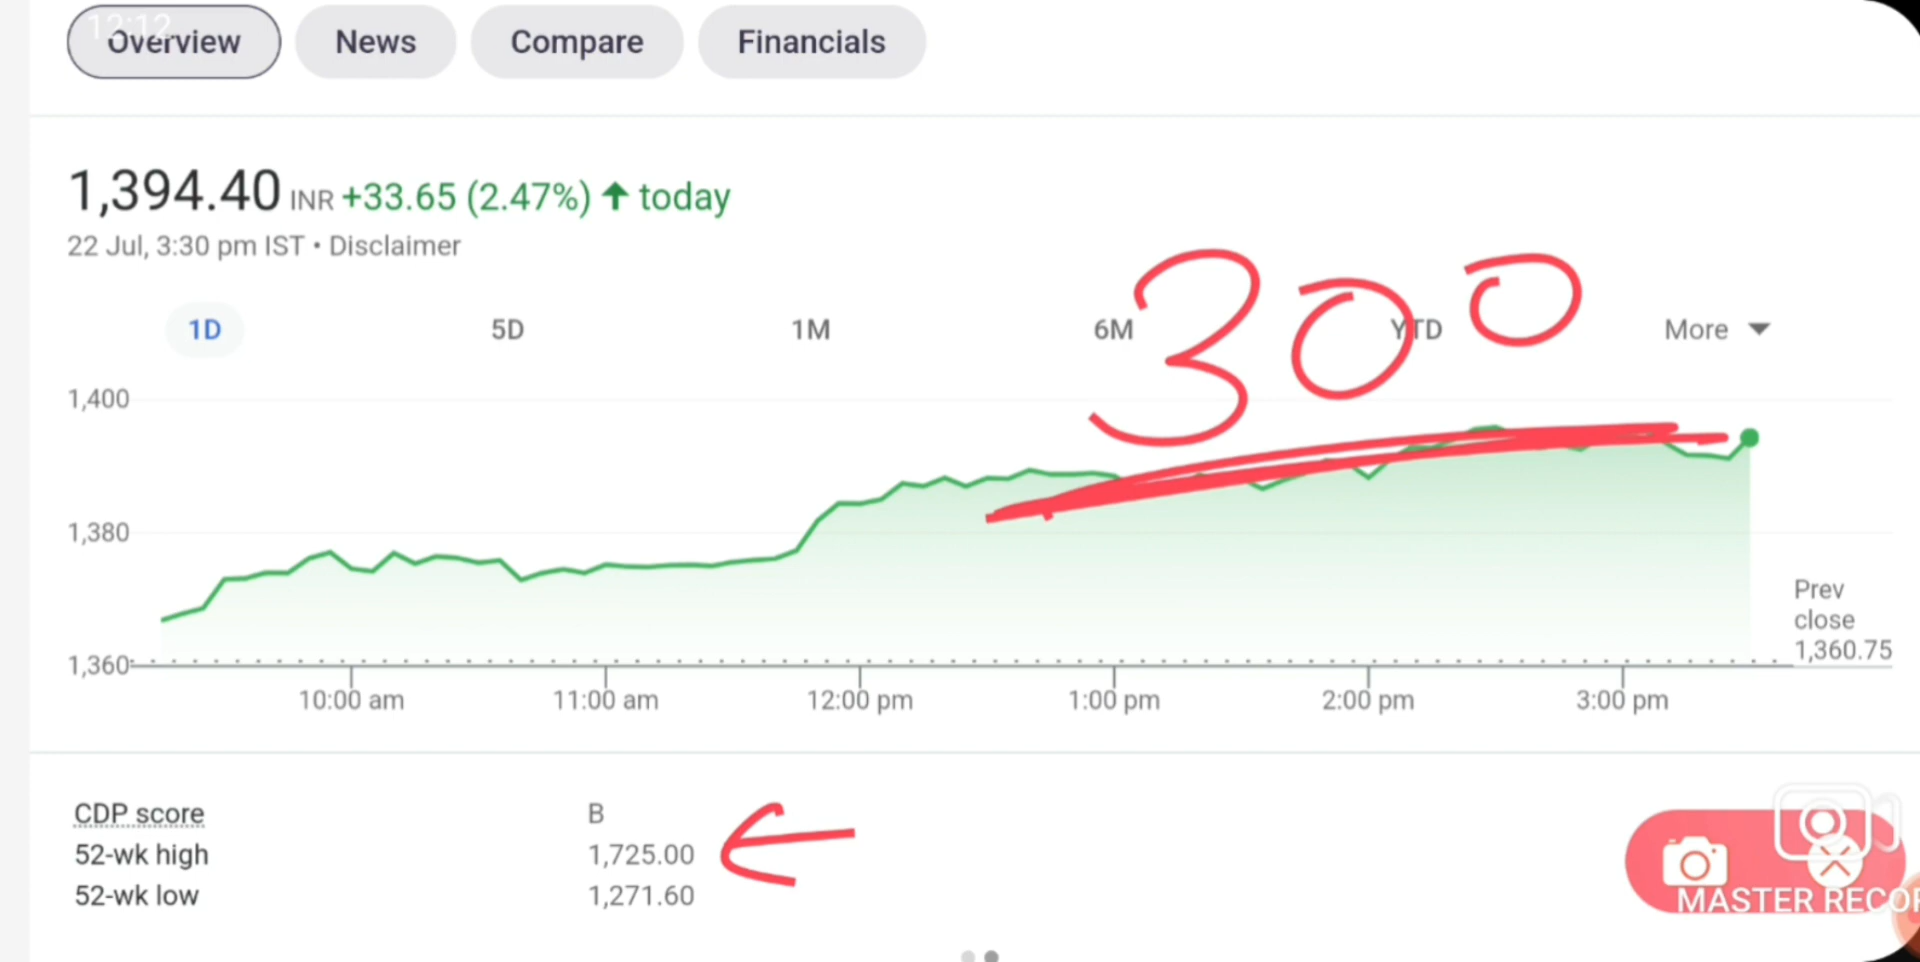 12:12
Overview News Compare Financials
1,394.40 INR +33.65 (2.47%) ↑ today
22 Jul, 3:30 pm IST • Disclaimer
300
1D 5D 1M 6M YTD More
1,400
1,380
1,360
Prev
close
1,360.75
10:00 am 11:00 am 12:00 pm 1:00 pm 2:00 pm 3:00 pm
CDP score B
52-wk high 1,725.00
52-wk low 1,271.60
MASTER RECOR